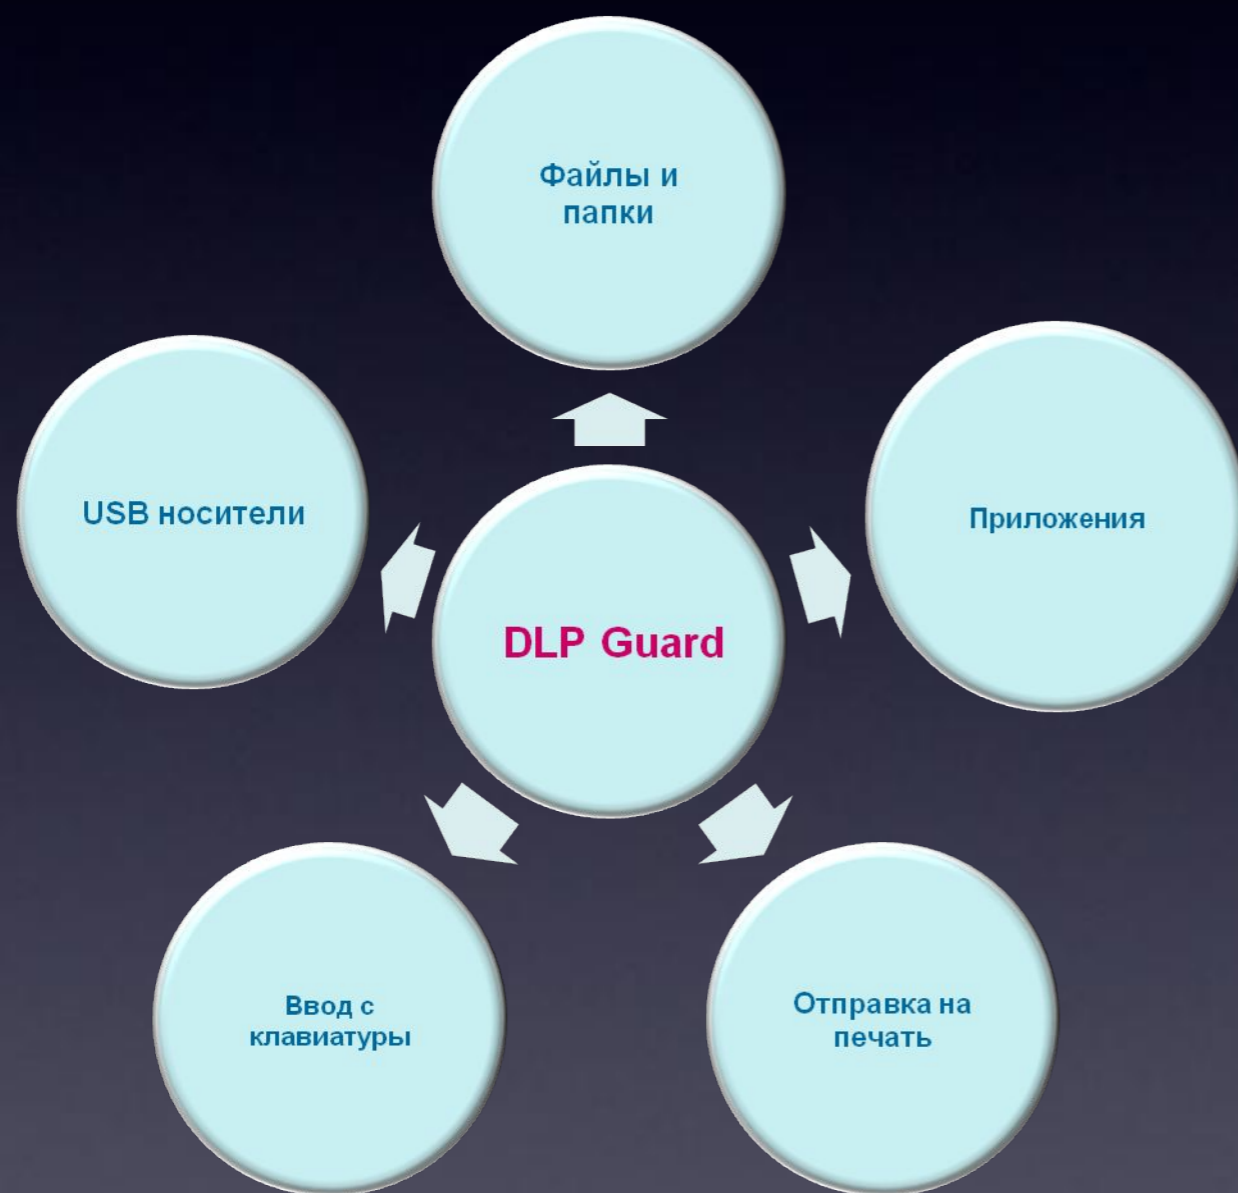 Файлы и
папки
USB носители
Приложения
DLP Guard
Ввод с
клавиатуры
Отправка на
печать